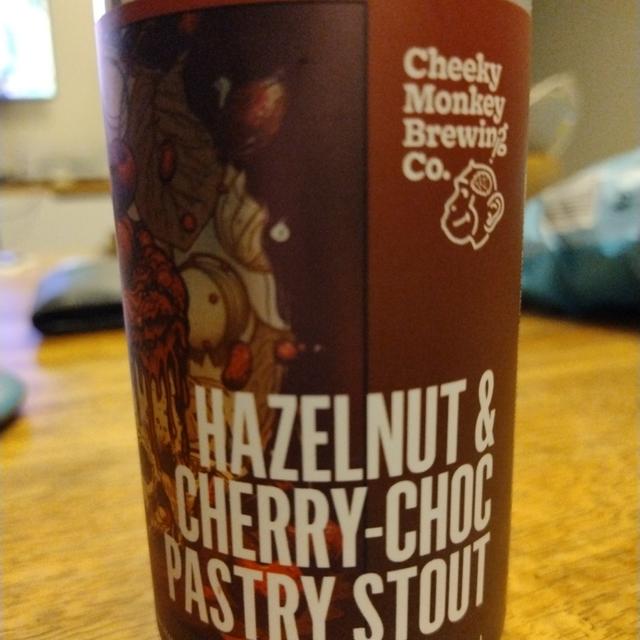 Cheeky
Monkey
Brewing
Co.
HAZELNUT &
CHERRY-CHOC
PASTRY STOUT